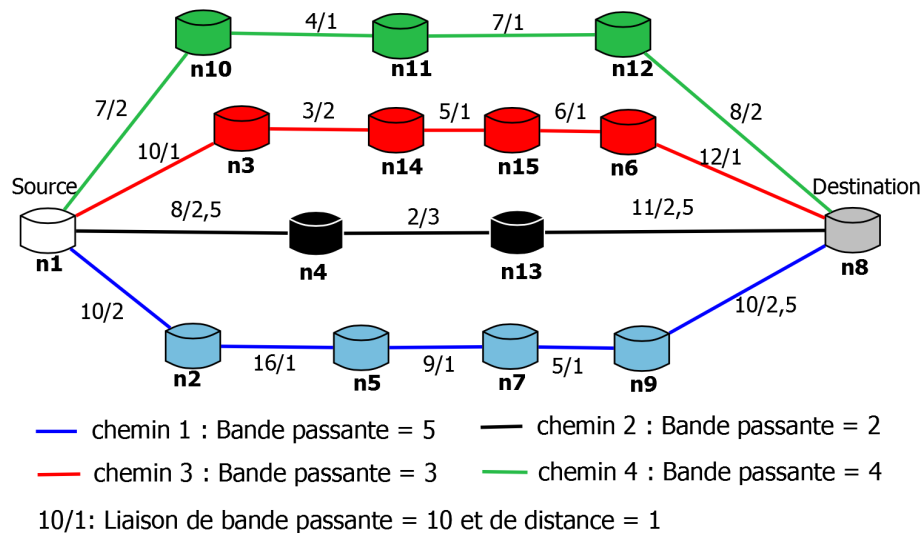 4/1
7/1
n10
n11
n12
7/2
8/2
3/2
5/1
6/1
10/1
12/1
n3
n14
n15
n6
Source
Destination
8/2,5
2/3
11/2,5
n1
n4
n13
n8
10/2
10/2,5
16/1
9/1
5/1
n2
n5
n7
n9
chemin 1 : Bande passante = 5
chemin 2 : Bande passante = 2
chemin 3 : Bande passante = 3
chemin 4 : Bande passante = 4
10/1: Liaison de bande passante = 10 et de distance = 1